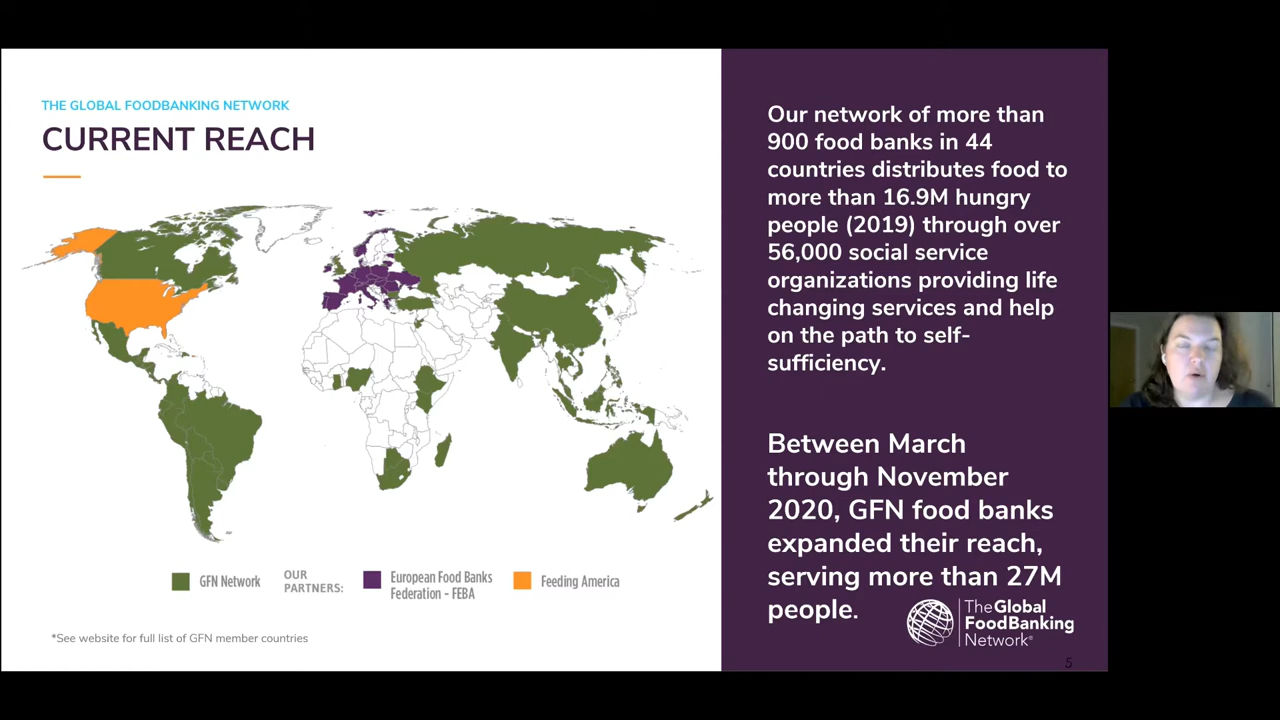 THE GLOBAL FOODBANKING NETWORK
CURRENT REACH
GFN Network
OUR
PARTNERS:
European Food Banks
Federation - FEBA
Feeding America
*See website for full list of GFN member countries
Our network of more than
900 food banks in 44
countries distributes food to
more than 16.9M hungry
people (2019) through over
56,000 social service
organizations providing life
changing services and help
on the path to self-
sufficiency.
Between March
through November
2020, GFN food banks
expanded their reach,
serving more than 27M
people.
The Global
FoodBanking
Network®
5